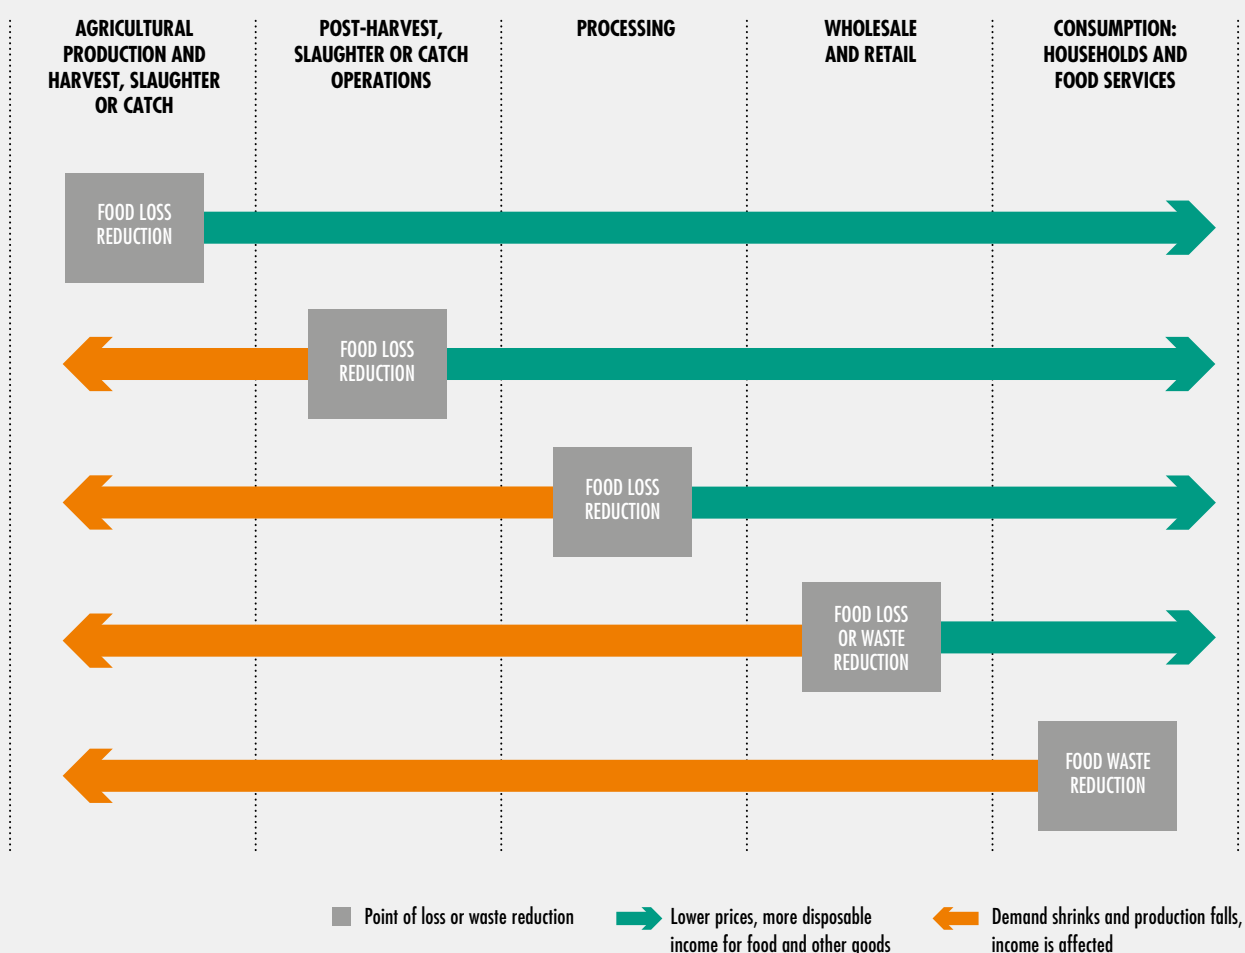 AGRICULTURAL
PRODUCTION AND
HARVEST, SLAUGHTER
OR CATCH
POST-HARVEST,
SLAUGHTER OR CATCH
OPERATIONS
PROCESSING
WHOLESALE
AND RETAIL
CONSUMPTION:
HOUSEHOLDS AND
FOOD SERVICES
FOOD LOSS
REDUCTION
FOOD LOSS
REDUCTION
FOOD LOSS
REDUCTION
FOOD LOSS
OR WASTE
REDUCTION
FOOD WASTE
REDUCTION
Point of loss or waste reduction
Lower prices, more disposable
income for food and other goods
Demand shrinks and production falls,
income is affected